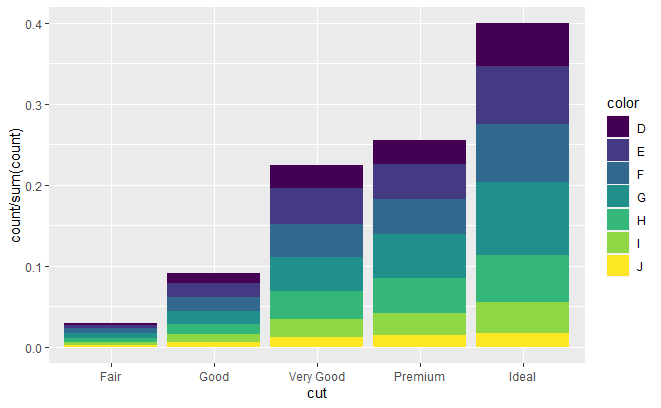 0.4
0.3
0.2
0.1
0.0
count/sum(count)
Fair Good Very Good Premium Ideal
cut
color
D
E
F
G
H
I
J